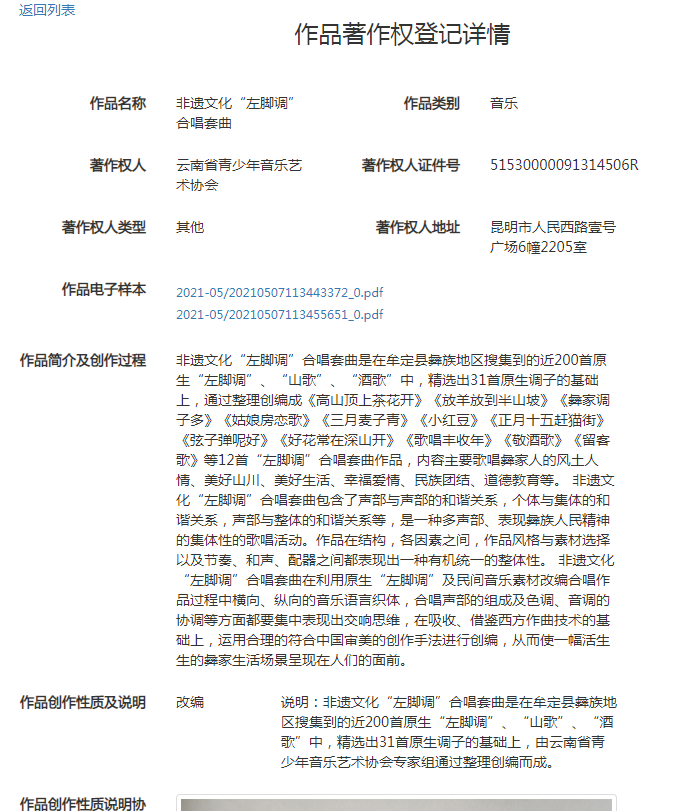 返回列表
作品著作权登记详情
作品名称 非遗文化“左脚调” 作品类别 音乐
合唱套曲
著作权人 云南省青少年音乐艺 著作权人证件号 51530000091314506R
术协会
著作权人类型 其他 著作权人地址 昆明市人民西路壹号
广场6幢2205室
作品电子样本 2021-05/20210507113443372_0.pdf
2021-05/20210507113455651_0.pdf
作品简介及创作过程 非遗文化“左脚调”合唱套曲是在牟定县彝族地区搜集到的近200首原
生“左脚调”、“山歌”、“酒歌”中，精选出31首原生调子的基础
上，通过整理创编成《高山顶上茶花开》《放羊放到半山坡》《彝家调
子多》《姑娘房恋歌》《三月麦子青》《小红豆》《正月十五赶猫街》
《弦子弹呢好》《好花常在深山开》《歌唱丰收年》《敬酒歌》《留客
歌》等12首“左脚调”合唱套曲作品，内容主要歌唱彝家人的风土人
情、美好山川、美好生活、幸福爱情、民族团结、道德教育等。 非遗文
化“左脚调”合唱套曲包含了声部与声部的和谐关系，个体与集体的和
谐关系，声部与整体的和谐关系等，是一种多声部、表现彝族人民精神
的集体性的歌唱活动。作品在结构，各因素之间，作品风格与素材选择
以及节奏、和声、配器之间都表现出一种有机统一的整体性。 非遗文化
“左脚调”合唱套曲在利用原生“左脚调”及民间音乐素材改编合唱作
品过程中横向、纵向的音乐语言织体，合唱声部的组成及色调、音调的
协调等方面都要集中表现出交响思维，在吸收、借鉴西方作曲技术的基
础上，运用合理的符合中国审美的创作手法进行创编，从而使一幅活生
生的彝家生活场景呈现在人们的面前。
作品创作性质及说明 改编 说明：非遗文化“左脚调”合唱套曲是在牟定县彝族地
区搜集到的近200首原生“左脚调”、“山歌”、“酒
歌”中，精选出31首原生调子的基础上，由云南省青
少年音乐艺术协会专家组通过整理创编而成。
作品创作性质说明协